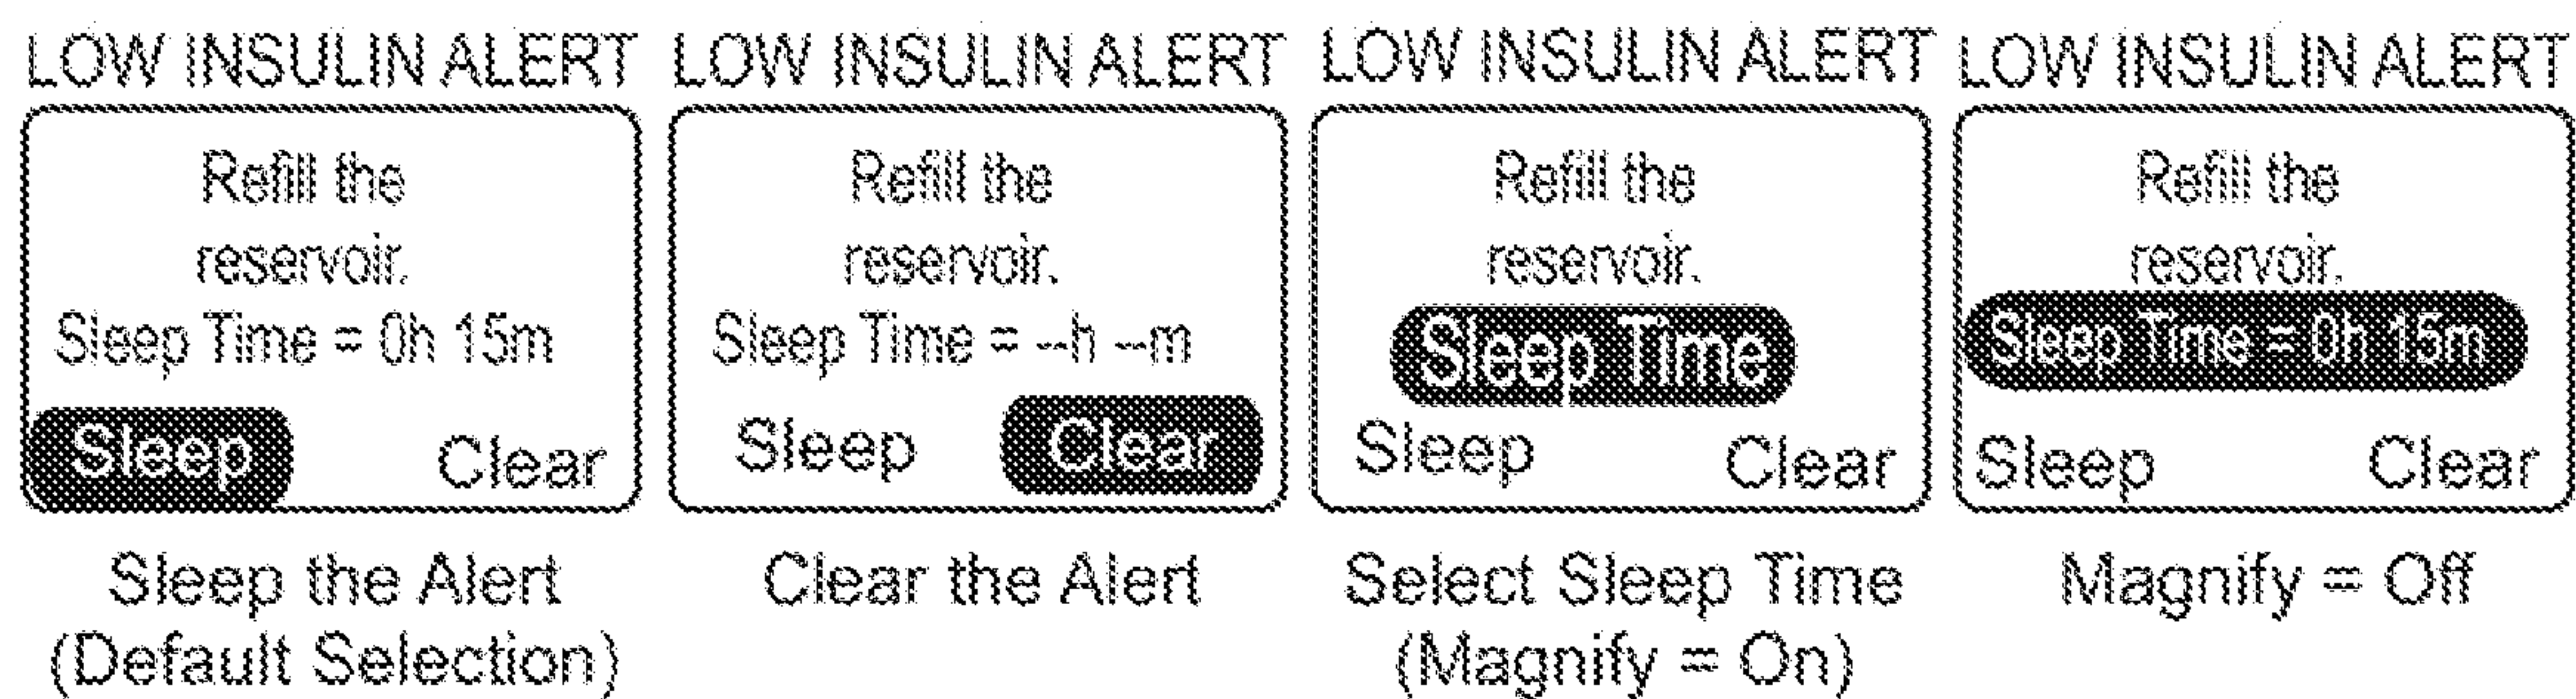 LOW INSULIN ALERT
Refill the
reservoir.
Sleep Time = 0h 15m
Sleep Clear
Sleep the Alert
(Default Selection)
LOW INSULIN ALERT
Refill the
reservoir.
Sleep Time = --h --m
Sleep Clear
Clear the Alert
LOW INSULIN ALERT
Refill the
reservoir.
Sleep Time
Sleep Clear
Select Sleep Time
(Magnify = On)
LOW INSULIN ALERT
Refill the
reservoir.
Sleep Time = 0h 15m
Sleep Clear
Magnify = Off